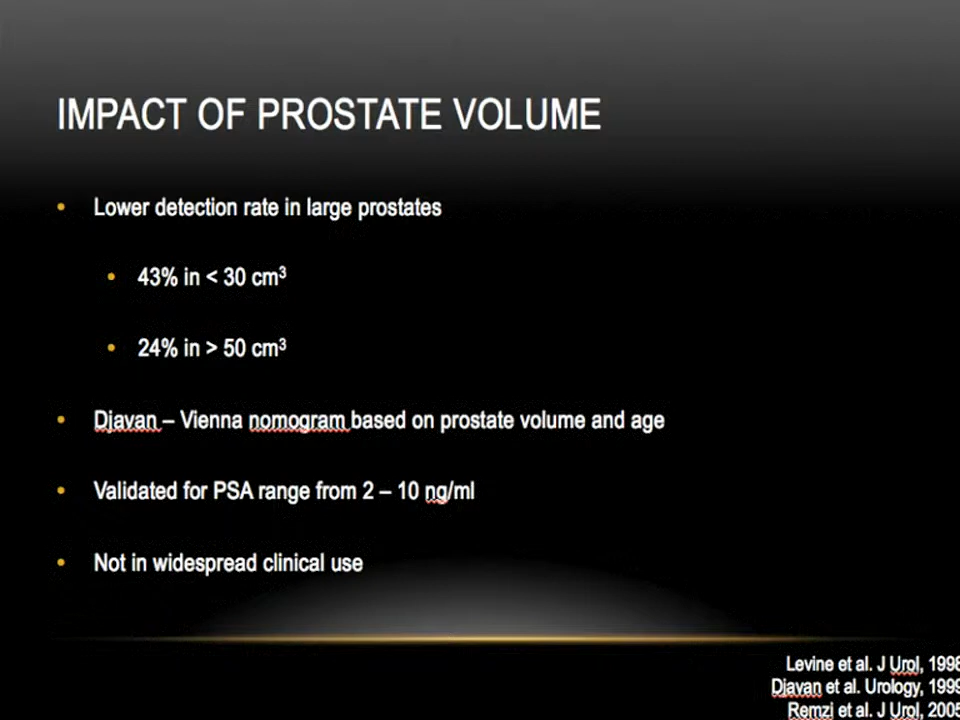 IMPACT OF PROSTATE VOLUME
• Lower detection rate in large prostates
• 43% in < 30 cm³
• 24% in > 50 cm³
• Djavan – Vienna nomogram based on prostate volume and age
• Validated for PSA range from 2 – 10 ng/ml
• Not in widespread clinical use
Levine et al. J Urol, 1998
Djavan et al. Urology, 1999
Remzi et al. J Urol, 2005